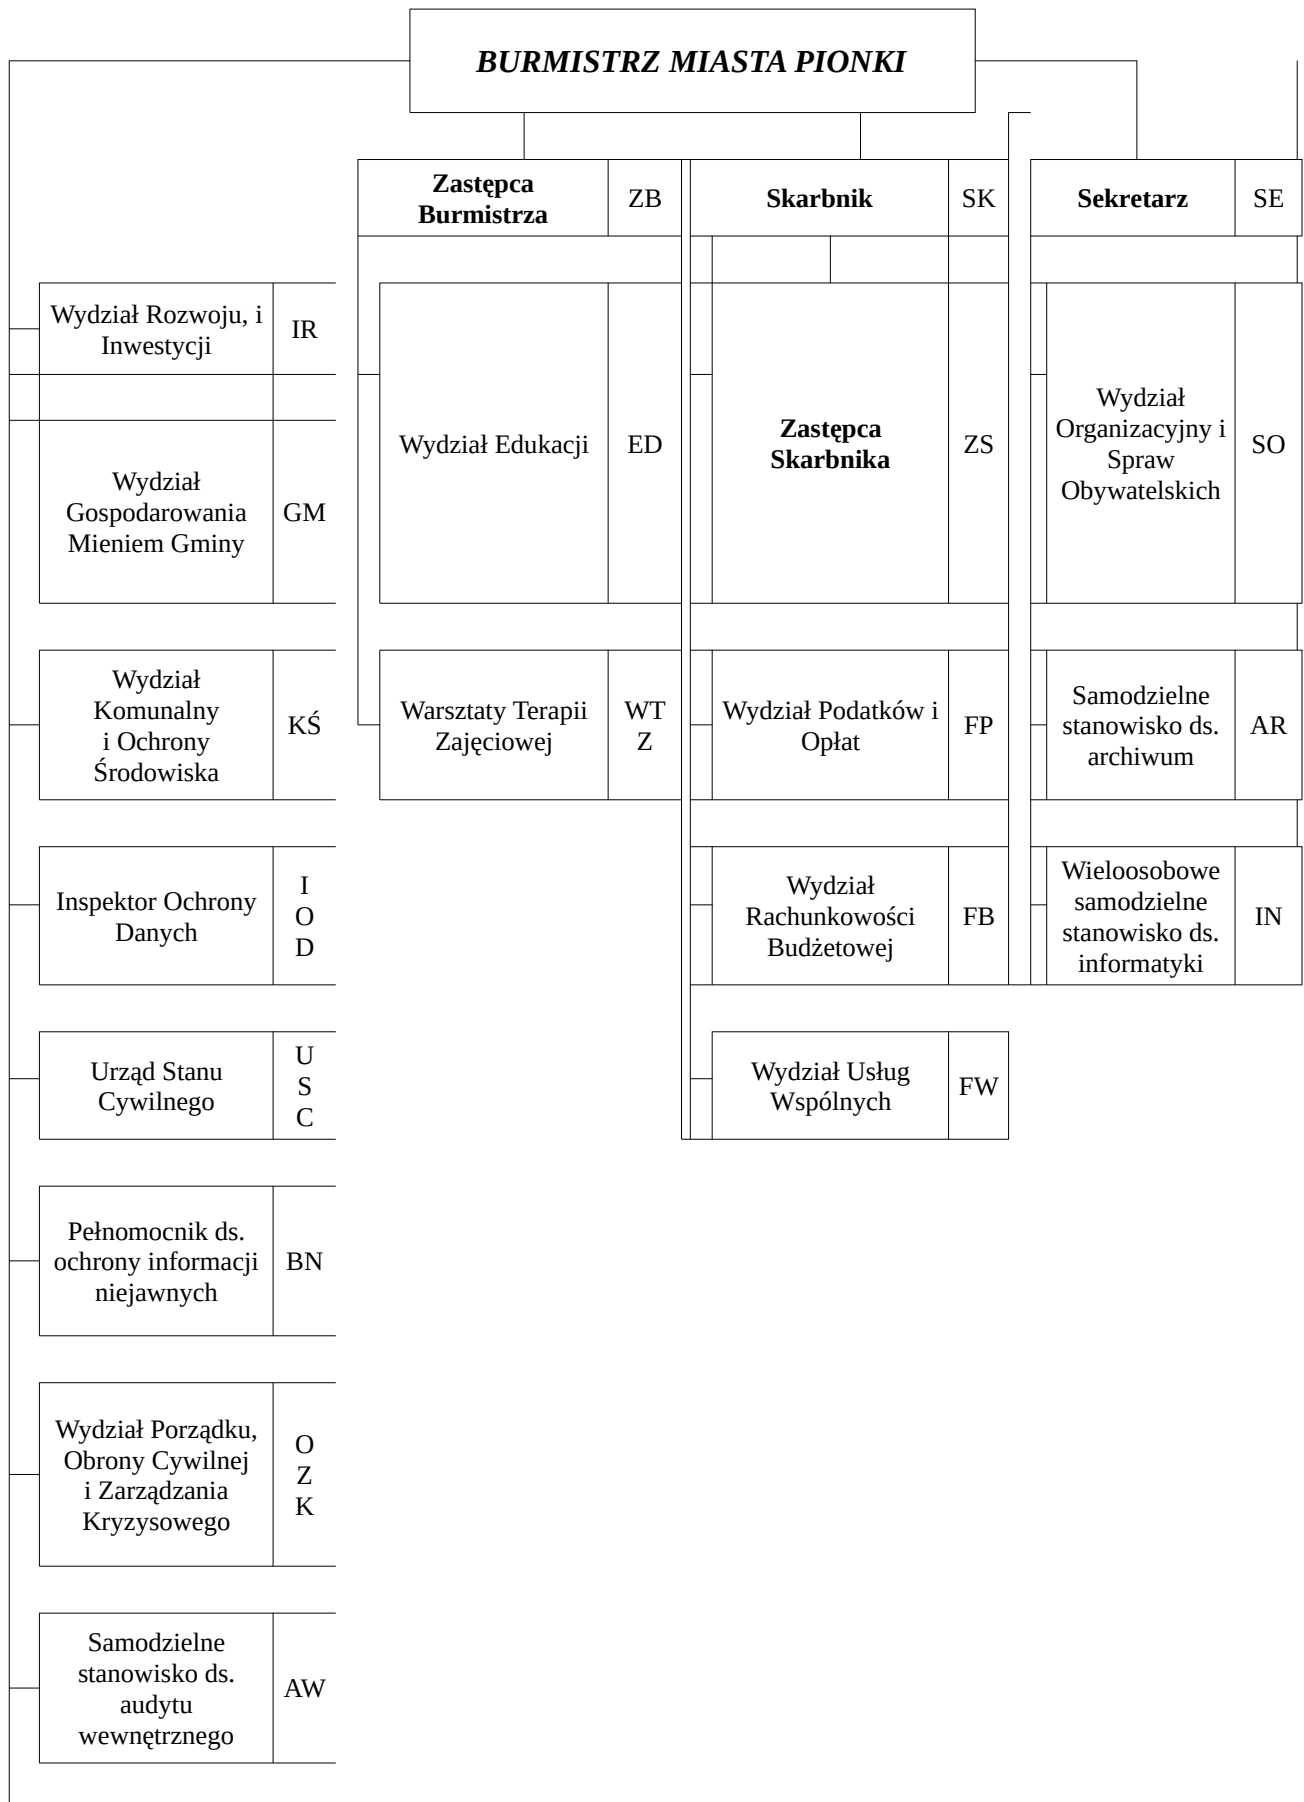 BURMISTRZ MIASTA PIONKI
Zastępca
Burmistrza
ZB
Skarbnik
SK
Sekretarz
SE
Wydział Rozwoju, i
Inwestycji
IR
Wydział
Gospodarowania
Mieniem Gminy
GM
Wydział Edukacji
ED
Zastępca
Skarbnika
ZS
Wydział
Organizacyjny i
Spraw
Obywatelskich
SO
Wydział
Komunalny
i Ochrony
Środowiska
KŚ
Warsztaty Terapii
Zajęciowej
WT
Z
Wydział Podatków i
Opłat
FP
Samodzielne
stanowisko ds.
archiwum
AR
Inspektor Ochrony
Danych
I
O
D
Wydział
Rachunkowości
Budżetowej
FB
Wieloosobowe
samodzielne
stanowisko ds.
informatyki
IN
Urząd Stanu
Cywilnego
U
S
C
Wydział Usług
Wspólnych
FW
Pełnomocnik ds.
ochrony informacji
niejawnych
BN
Wydział Porządku,
Obrony Cywilnej
i Zarządzania
Kryzysowego
O
Z
K
Samodzielne
stanowisko ds.
audytu
wewnętrznego
AW